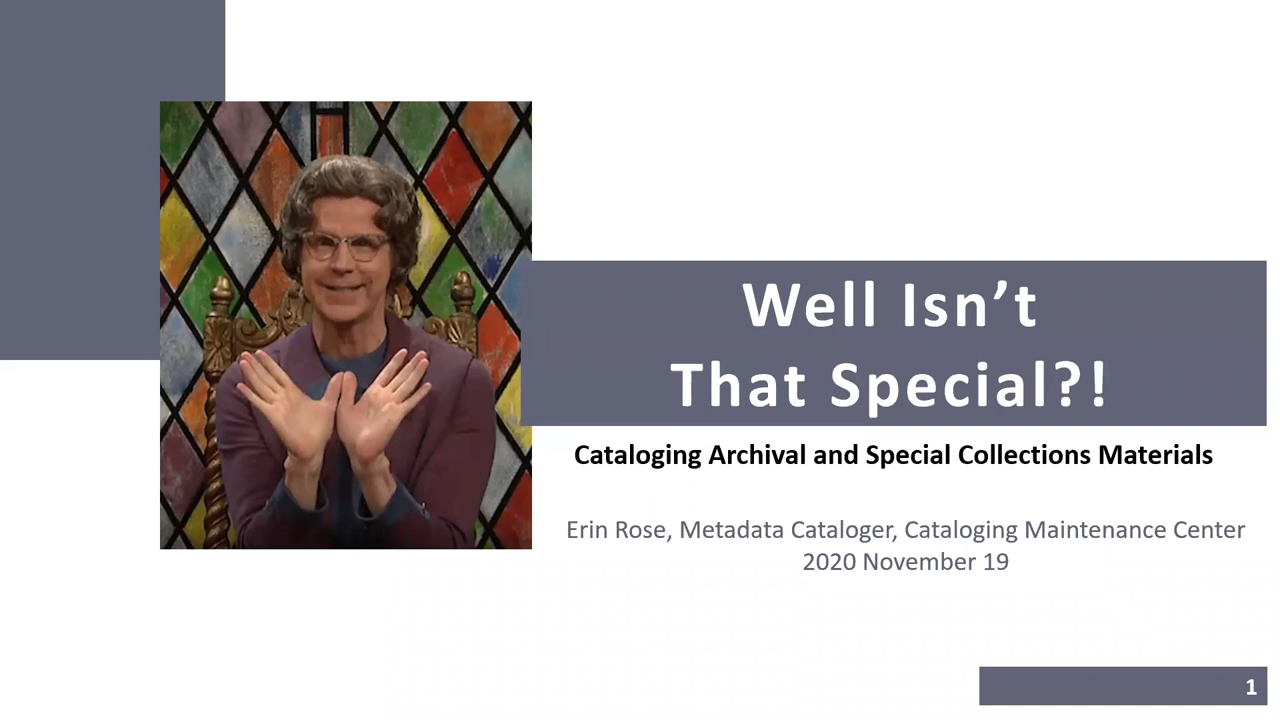 Well Isn’t
That Special?!
Cataloging Archival and Special Collections Materials
Erin Rose, Metadata Cataloger, Cataloging Maintenance Center
2020 November 19
1